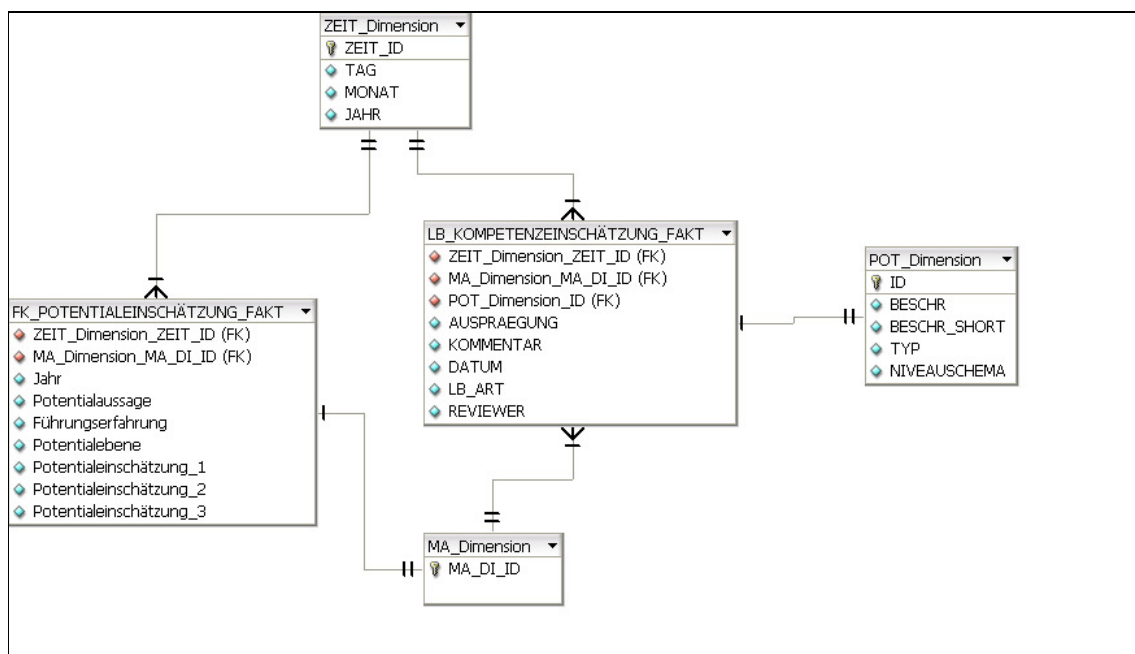 ZEIT_Dimension
ZEIT_ID
TAG
MONAT
JAHR
LB_KOMPETENZEINSCHÄTZUNG_FAKT
ZEIT_Dimension_ZEIT_ID (FK)
MA_Dimension_MA_DI_ID (FK)
POT_Dimension_ID (FK)
AUSPRAEGUNG
KOMMENTAR
DATUM
LB_ART
REVIEWER
POT_Dimension
ID
BESCHR
BESCHR_SHORT
TYP
NIVEAUSCHEMA
FK_POTENTIALEINSCHÄTZUNG_FAKT
ZEIT_Dimension_ZEIT_ID (FK)
MA_Dimension_MA_DI_ID (FK)
Jahr
Potentialaussage
Führungserfahrung
Potentialebene
Potentialeinschätzung_1
Potentialeinschätzung_2
Potentialeinschätzung_3
MA_Dimension
MA_DI_ID